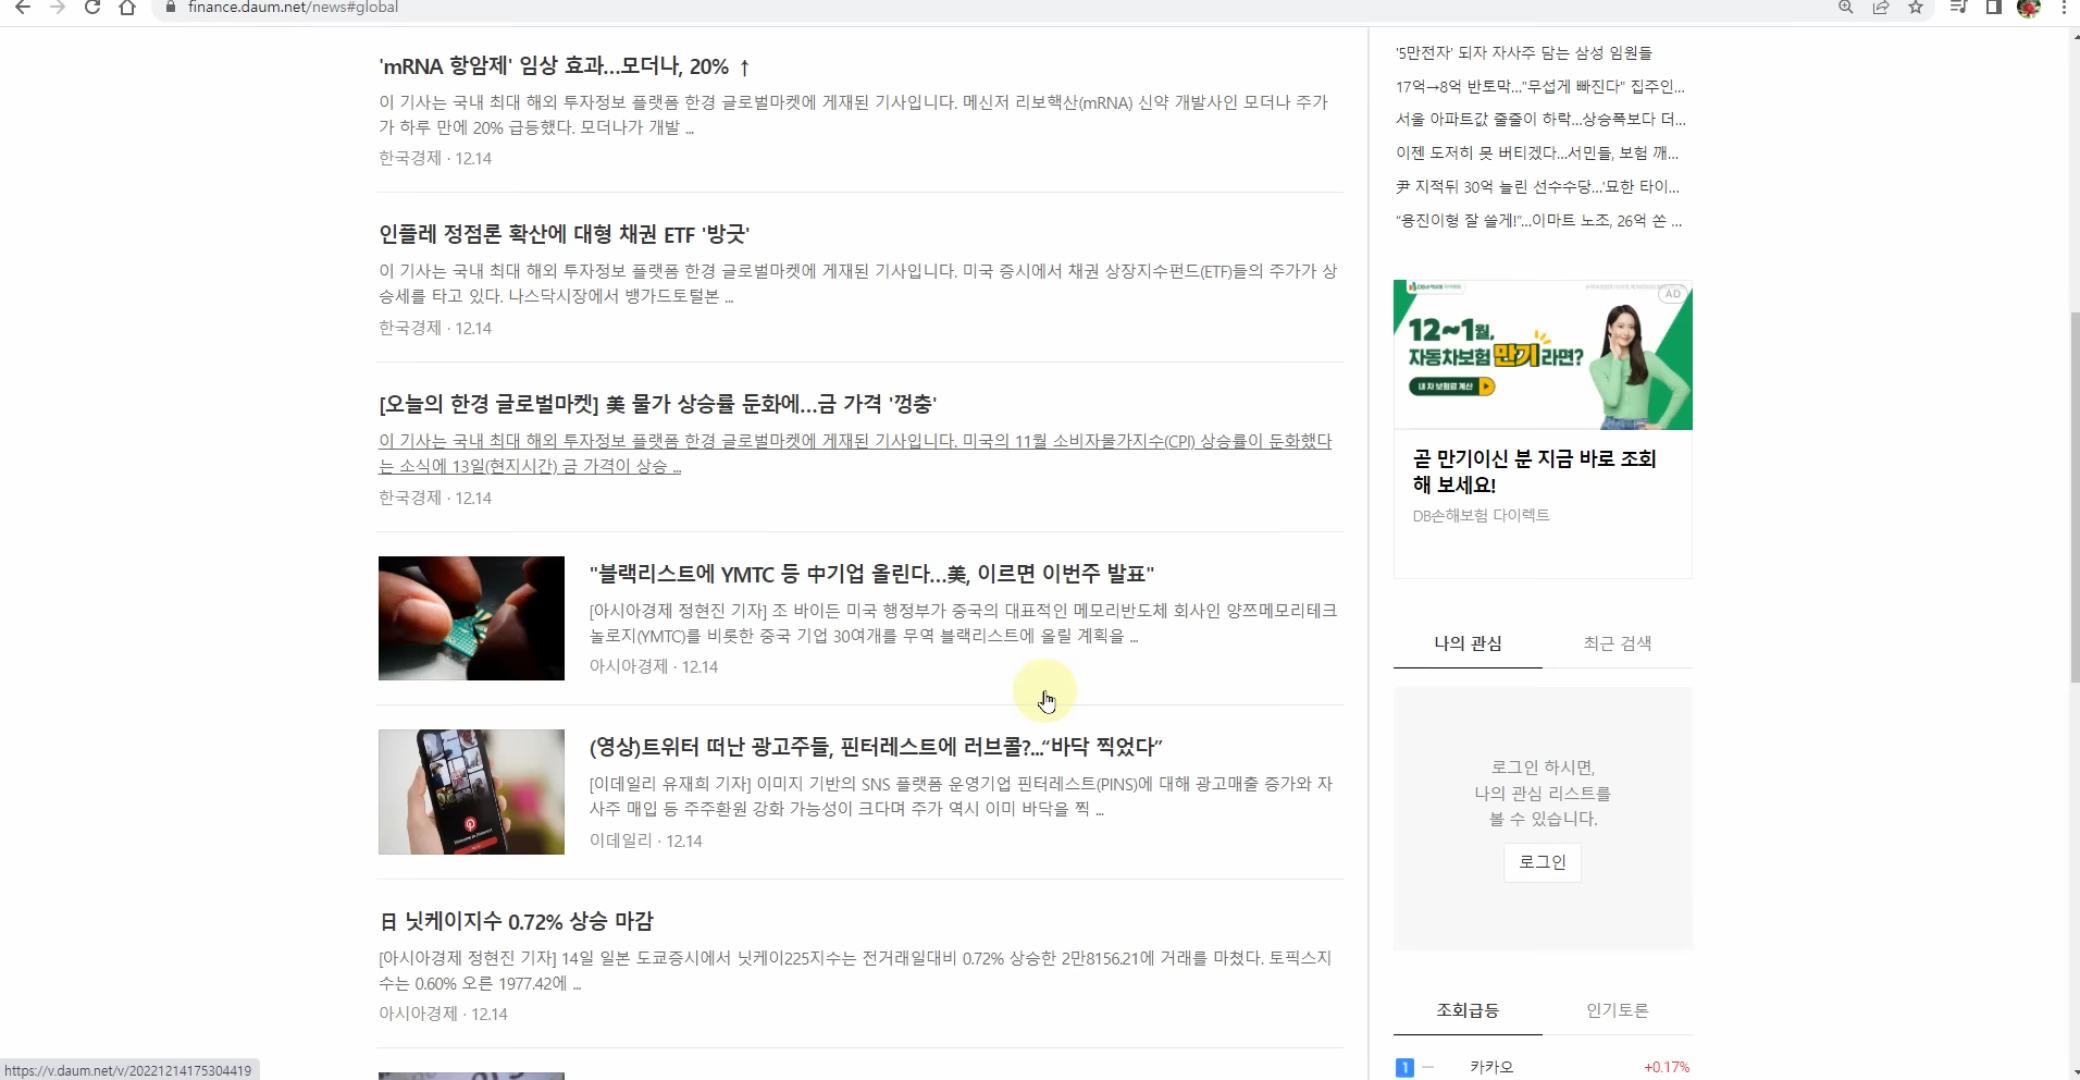 finance.daum.net/news#global
'mRNA 항암제' 임상 효과…모더나, 20% ↑
이 기사는 국내 최대 해외 투자정보 플랫폼 한경 글로벌마켓에 게재된 기사입니다. 메신저 리보핵산(mRNA) 신약 개발사인 모더나 주가
가 하루 만에 20% 급등했다. 모더나가 개발 ...
한국경제 · 12.14
인플레 정점론 확산에 대형 채권 ETF '방긋'
이 기사는 국내 최대 해외 투자정보 플랫폼 한경 글로벌마켓에 게재된 기사입니다. 미국 증시에서 채권 상장지수펀드(ETF)들의 주가가 상
승세를 타고 있다. 나스닥시장에서 뱅가드토털본 ...
한국경제 · 12.14
[오늘의 한경 글로벌마켓] 美 물가 상승률 둔화에…금 가격 '껑충'
이 기사는 국내 최대 해외 투자정보 플랫폼 한경 글로벌마켓에 게재된 기사입니다. 미국의 11월 소비자물가지수(CPI) 상승률이 둔화했다
는 소식에 13일(현지시간) 금 가격이 상승 ...
한국경제 · 12.14
"블랙리스트에 YMTC 등 中기업 올린다…美, 이르면 이번주 발표"
[아시아경제 정현진 기자] 조 바이든 미국 행정부가 중국의 대표적인 메모리반도체 회사인 양쯔메모리테크
놀로지(YMTC)를 비롯한 중국 기업 30여개를 무역 블랙리스트에 올릴 계획을 ...
아시아경제 · 12.14
(영상)트위터 떠난 광고주들, 핀터레스트에 러브콜?...“바닥 찍었다”
[이데일리 유재희 기자] 이미지 기반의 SNS 플랫폼 운영기업 핀터레스트(PINS)에 대해 광고매출 증가와 자
사주 매입 등 주주환원 강화 가능성이 크다며 주가 역시 이미 바닥을 찍 ...
이데일리 · 12.14
日 닛케이지수 0.72% 상승 마감
[아시아경제 정현진 기자] 14일 일본 도쿄증시에서 닛케이225지수는 전거래일대비 0.72% 상승한 2만8156.21에 거래를 마쳤다. 토픽스지
수는 0.60% 오른 1977.42에 ...
아시아경제 · 12.14
'5만전자' 되자 자사주 담는 삼성 임원들
17억→8억 반토막…"무섭게 빠진다" 집주인...
서울 아파트값 줄줄이 하락…상승폭보다 더...
이젠 도저히 못 버티겠다…서민들, 보험 깨...
尹 지적뒤 30억 늘린 선수수당…'묘한 타이...
“용진이형 잘 쓸게!”…이마트 노조, 26억 쏜 ...
AD
12~1월,
자동차보험 만기라면?
내 차 보험료 계산
곧 만기이신 분 지금 바로 조회
해 보세요!
DB손해보험 다이렉트
나의 관심 최근 검색
로그인 하시면,
나의 관심 리스트를
볼 수 있습니다.
로그인
조회급등 인기토론
1 카카오 +0.17%
https://v.daum.net/v/20221214175304419